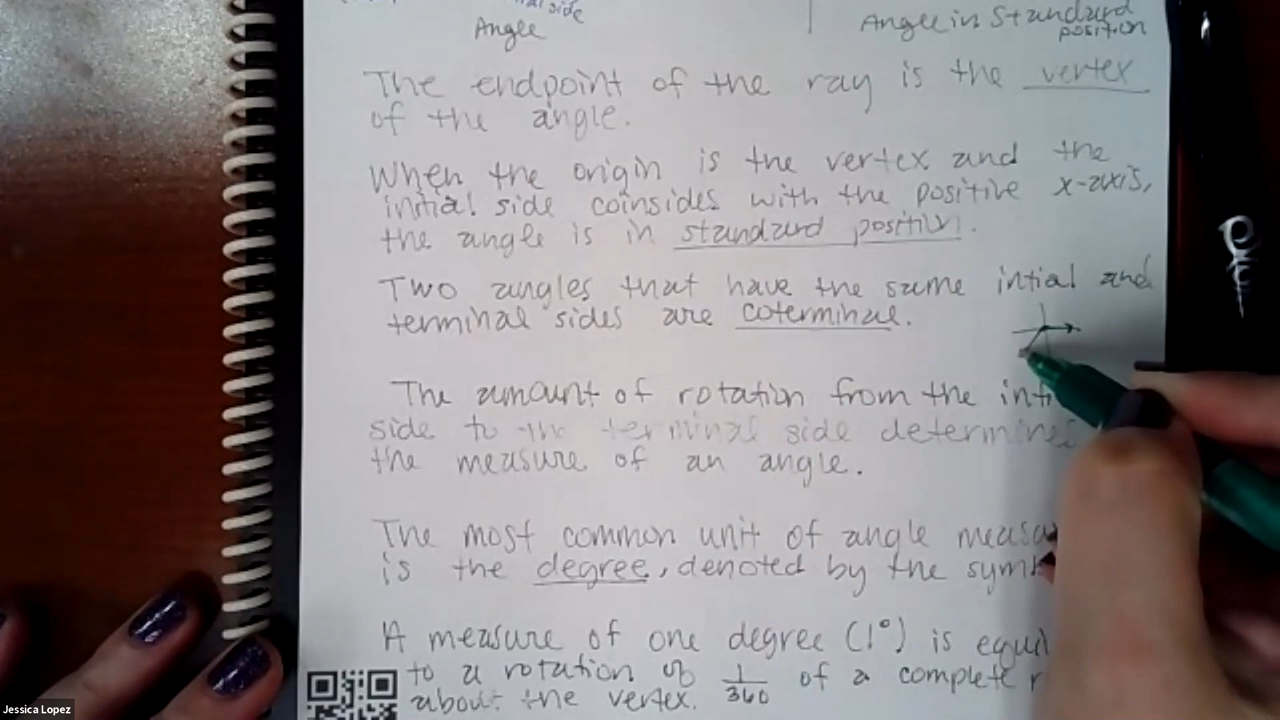 side
Angle
Angle in Standard
position
The endpoint of the ray is the vertex
of the angle.
When the origin is the vertex and the
initial side coinsides with the positive x-axis,
the angle is in standard position.
Two angles that have the same intial and
terminal sides are coterminal.
The amount of rotation from the inti
side to the terminal side determines
the measure of an angle.
The most common unit of angle measu
is the degree, denoted by the symb
A measure of one degree (1°) is equil
to a rotation of 1/360 of a complete r
about the vertex.
Jessica Lopez